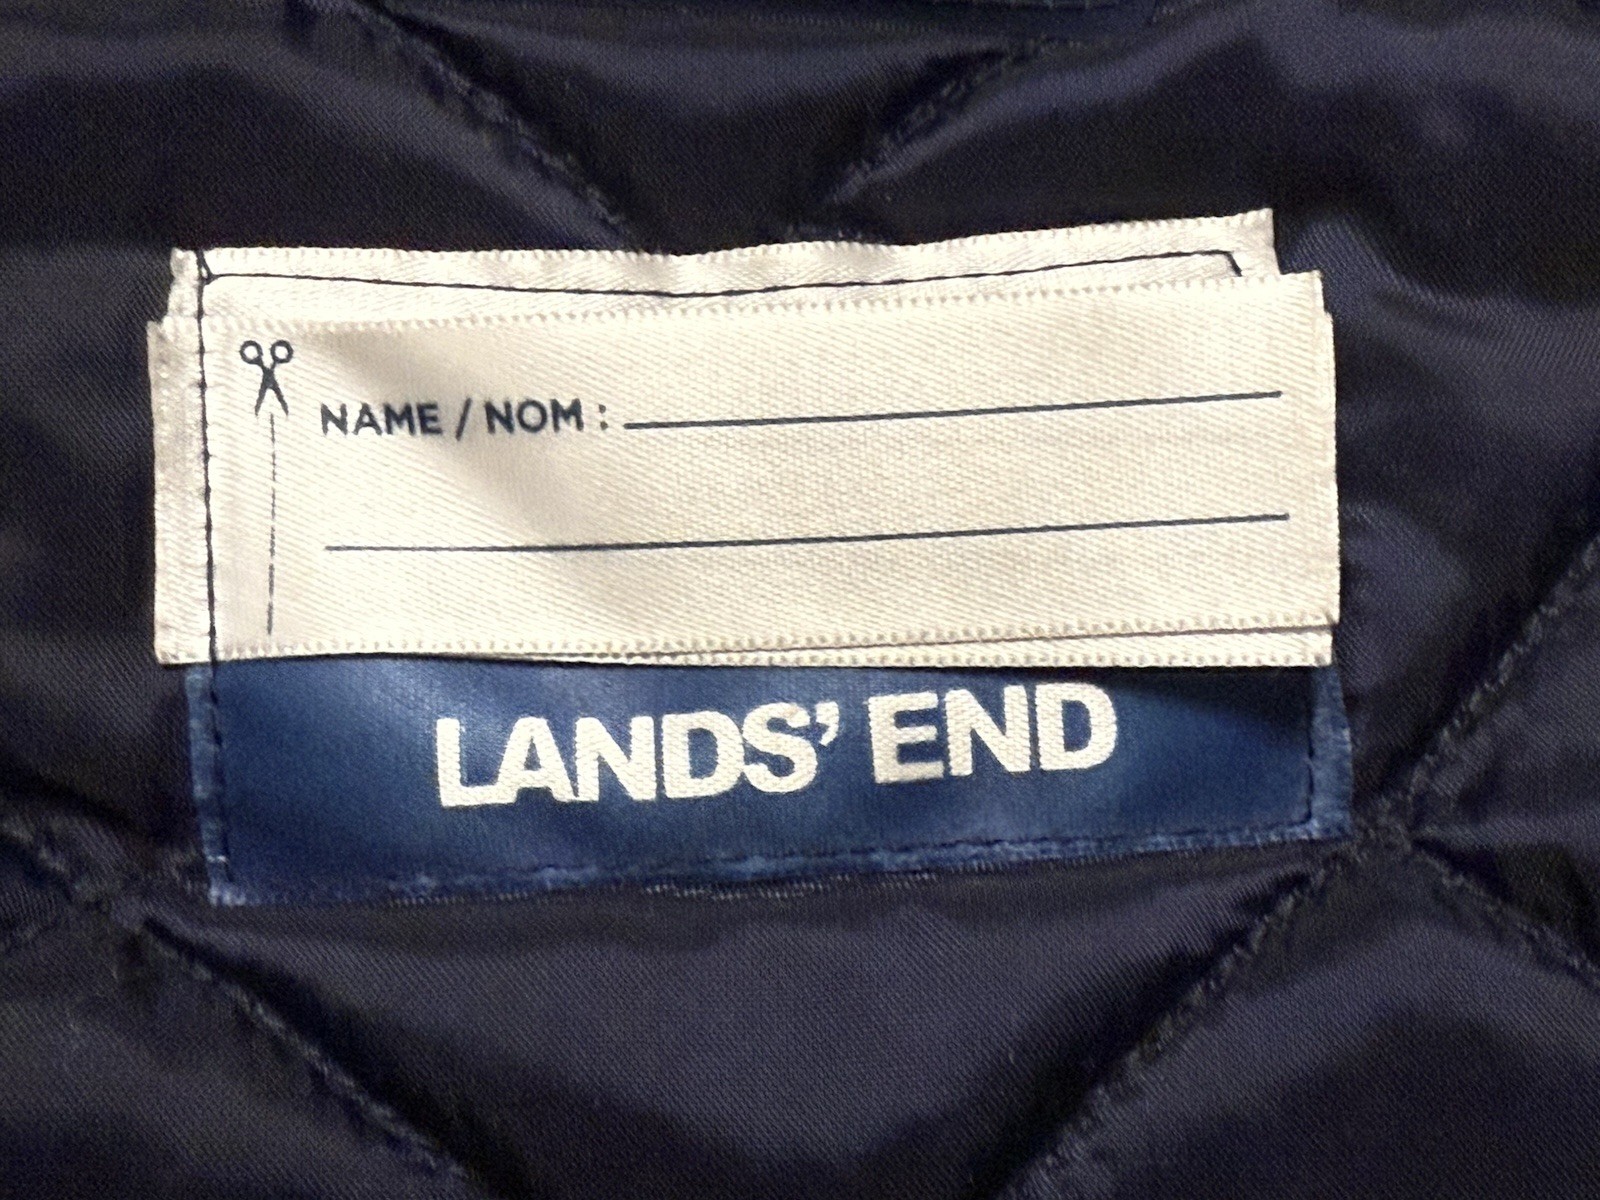 NAME / NOM :
LANDS' END